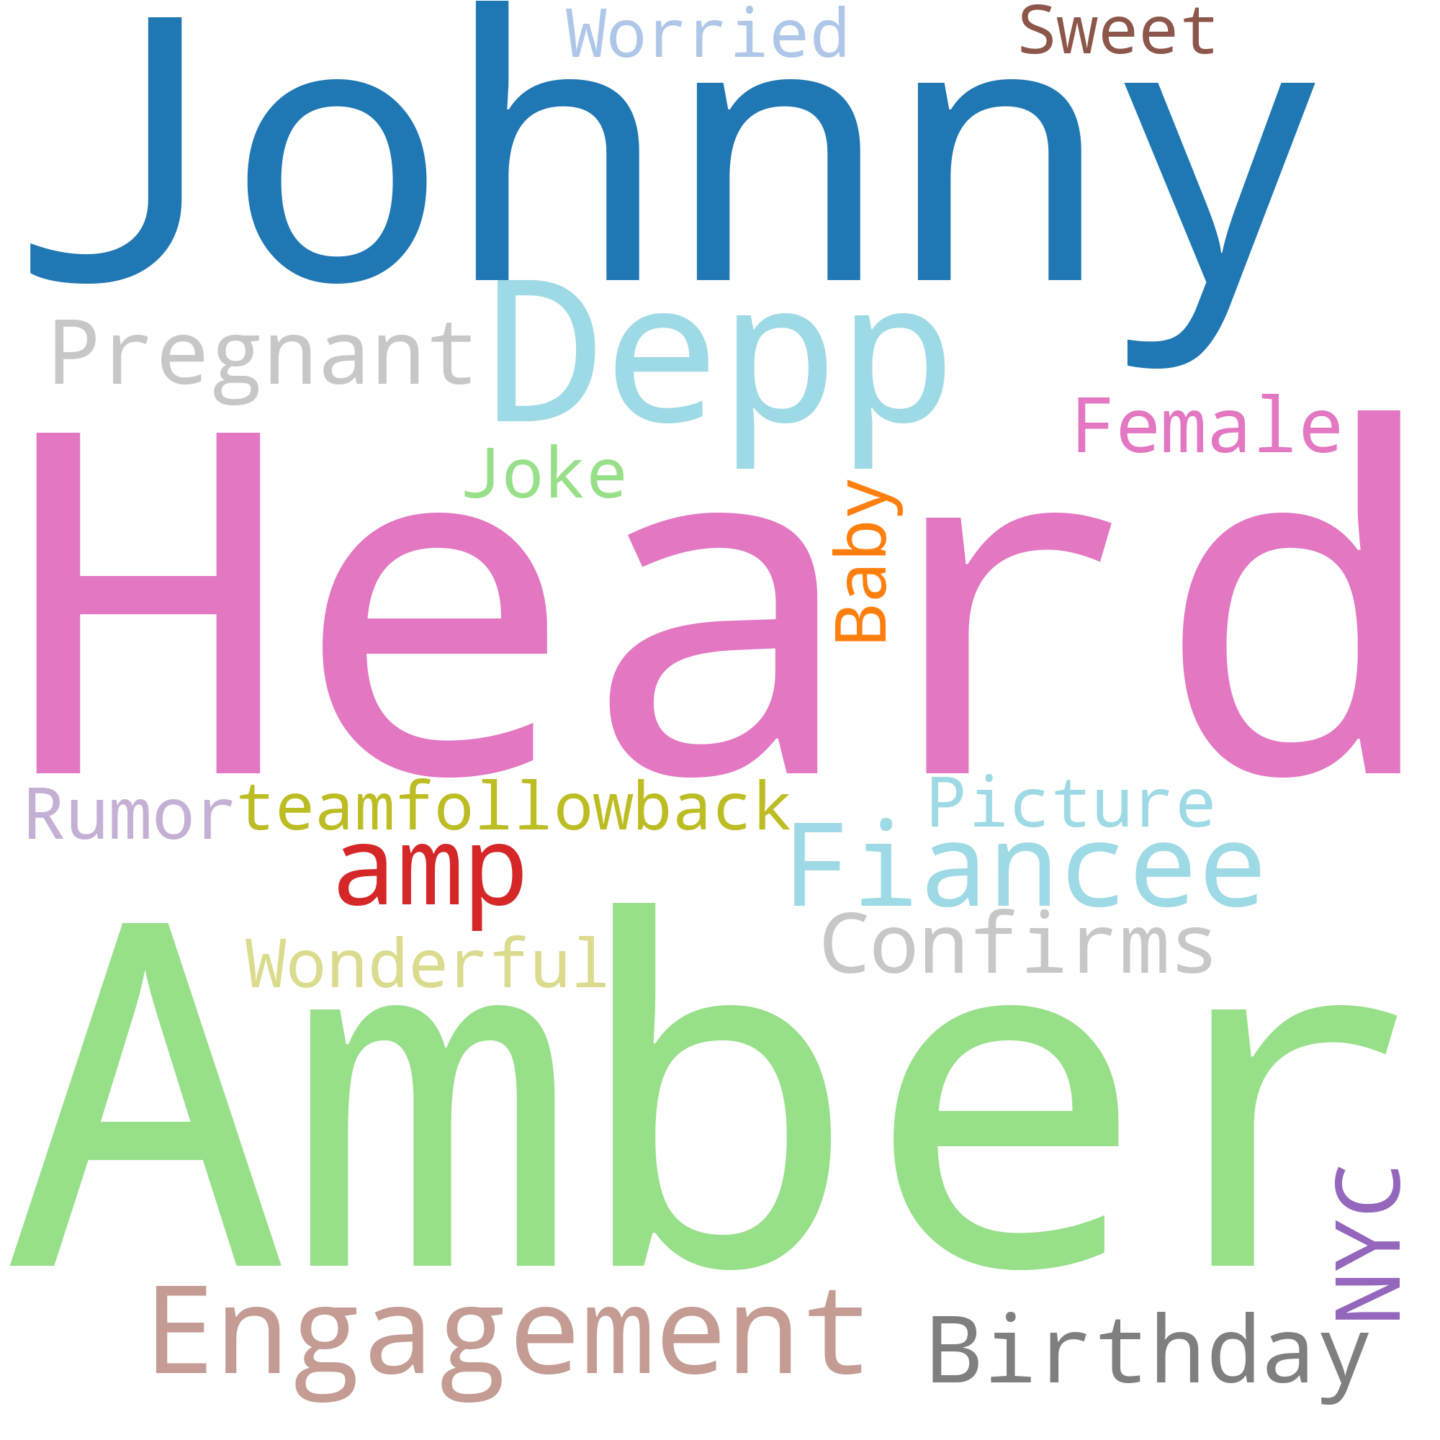 Worried Sweet
Johnny
Pregnant Depp
Female
Joke
Baby
Heard
Rumor teamfollowback Picture
amp Fiancee
Wonderful Confirms
Amber
NYC
Engagement Birthday